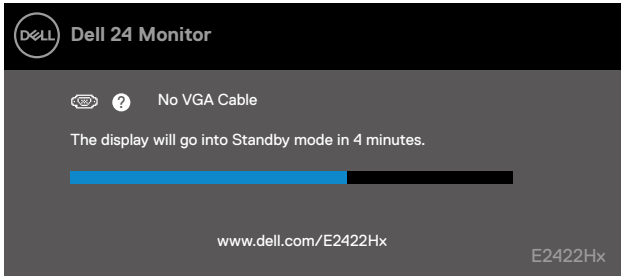 DELL Dell 24 Monitor
? No VGA Cable
The display will go into Standby mode in 4 minutes.
www.dell.com/E2422Hx
E2422Hx